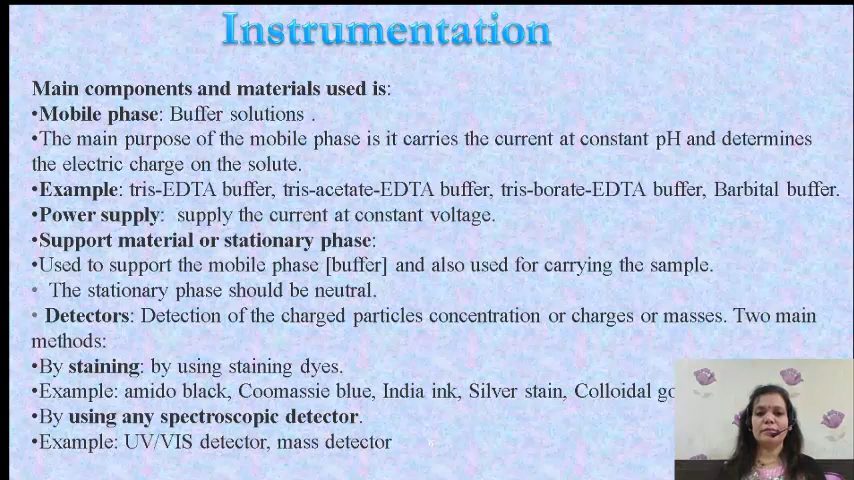 Instrumentation
Main components and materials used is:
•Mobile phase: Buffer solutions .
•The main purpose of the mobile phase is it carries the current at constant pH and determines
the electric charge on the solute.
•Example: tris-EDTA buffer, tris-acetate-EDTA buffer, tris-borate-EDTA buffer, Barbital buffer.
•Power supply: supply the current at constant voltage.
•Support material or stationary phase:
•Used to support the mobile phase [buffer] and also used for carrying the sample.
• The stationary phase should be neutral.
• Detectors: Detection of the charged particles concentration or charges or masses. Two main
methods:
•By staining: by using staining dyes.
•Example: amido black, Coomassie blue, India ink, Silver stain, Colloidal
•By using any spectroscopic detector.
•Example: UV/VIS detector, mass detector